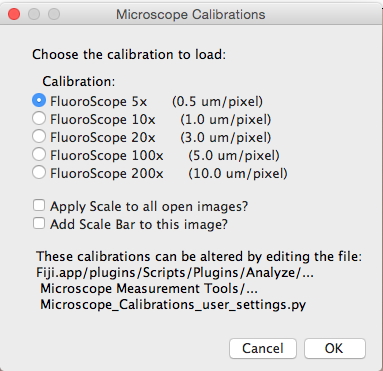 Microscope Calibrations
Choose the calibration to load:
Calibration:
FluoroScope 5x (0.5 um/pixel)
FluoroScope 10x (1.0 um/pixel)
FluoroScope 20x (3.0 um/pixel)
FluoroScope 100x (5.0 um/pixel)
FluoroScope 200x (10.0 um/pixel)
Apply Scale to all open images?
Add Scale Bar to this image?
These calibrations can be altered by editing the file:
Fiji.app/plugins/Scripts/Plugins/Analyze/...
Microscope Measurement Tools/...
Microscope_Calibrations_user_settings.py
Cancel OK